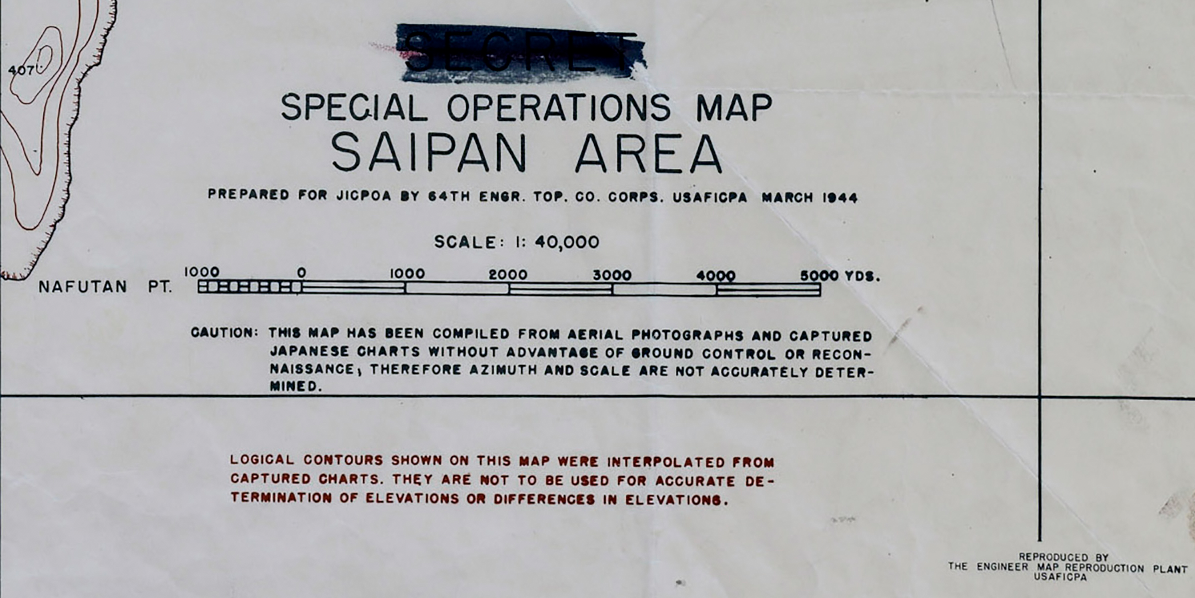 SECRET
407
SPECIAL OPERATIONS MAP
SAIPAN AREA
PREPARED FOR JICPOA BY 64TH ENGR. TOP. CO. CORPS. USAFICPA MARCH 1944
SCALE: 1: 40,000
1000 0 1000 2000 3000 4000 5000 YDS.
NAFUTAN PT.
CAUTION: THIS MAP HAS BEEN COMPILED FROM AERIAL PHOTOGRAPHS AND CAPTURED
JAPANESE CHARTS WITHOUT ADVANTAGE OF GROUND CONTROL OR RECON-
NAISSANCE, THEREFORE AZIMUTH AND SCALE ARE NOT ACCURATELY DETER-
MINED.
LOGICAL CONTOURS SHOWN ON THIS MAP WERE INTERPOLATED FROM
CAPTURED CHARTS. THEY ARE NOT TO BE USED FOR ACCURATE DE-
TERMINATION OF ELEVATIONS OR DIFFERENCES IN ELEVATIONS.
REPRODUCED BY
THE ENGINEER MAP REPRODUCTION PLANT
USAFICPA